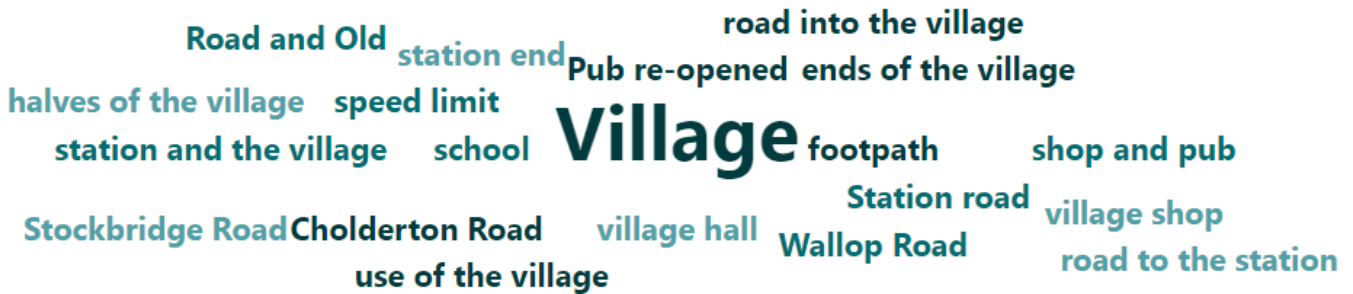 road into the village
Road and Old
station end
Pub re-opened
ends of the village
halves of the village
speed limit
Village
station and the village
school
footpath
shop and pub
Station road
village shop
Stockbridge Road
Cholderton Road
village hall
Wallop Road
road to the station
use of the village